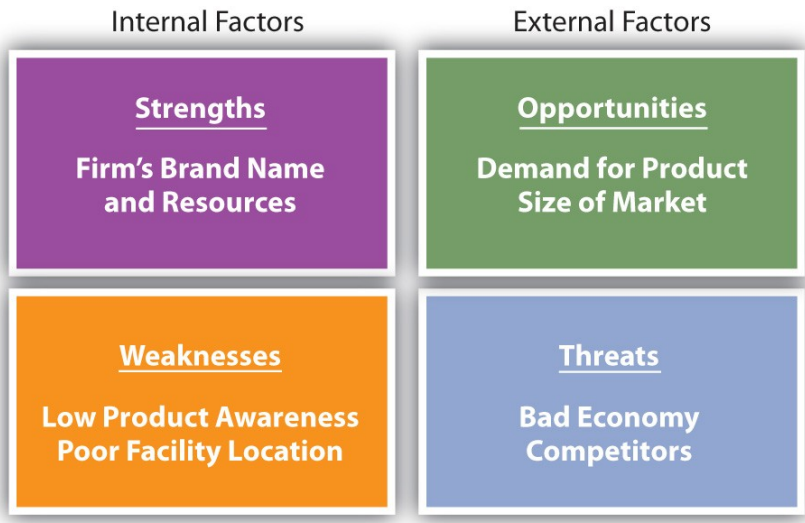 Internal Factors
External Factors
Strengths
Firm's Brand Name
and Resources
Opportunities
Demand for Product
Size of Market
Weaknesses
Low Product Awareness
Poor Facility Location
Threats
Bad Economy
Competitors